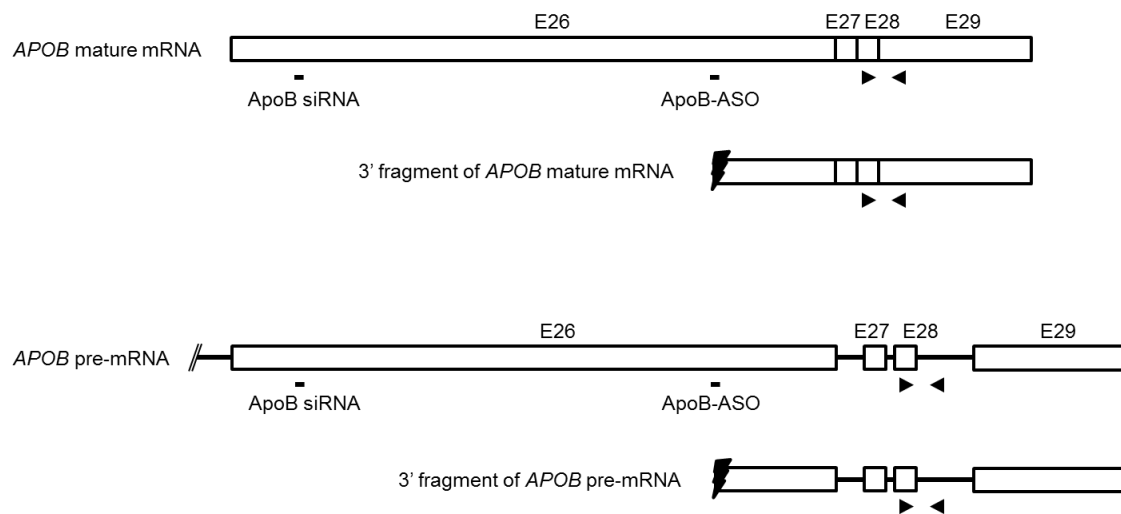 E26 E27 E28 E29
APOB mature mRNA
ApoB siRNA ApoB-ASO
3’ fragment of APOB mature mRNA
E26 E27 E28 E29
APOB pre-mRNA
ApoB siRNA ApoB-ASO
3’ fragment of APOB pre-mRNA